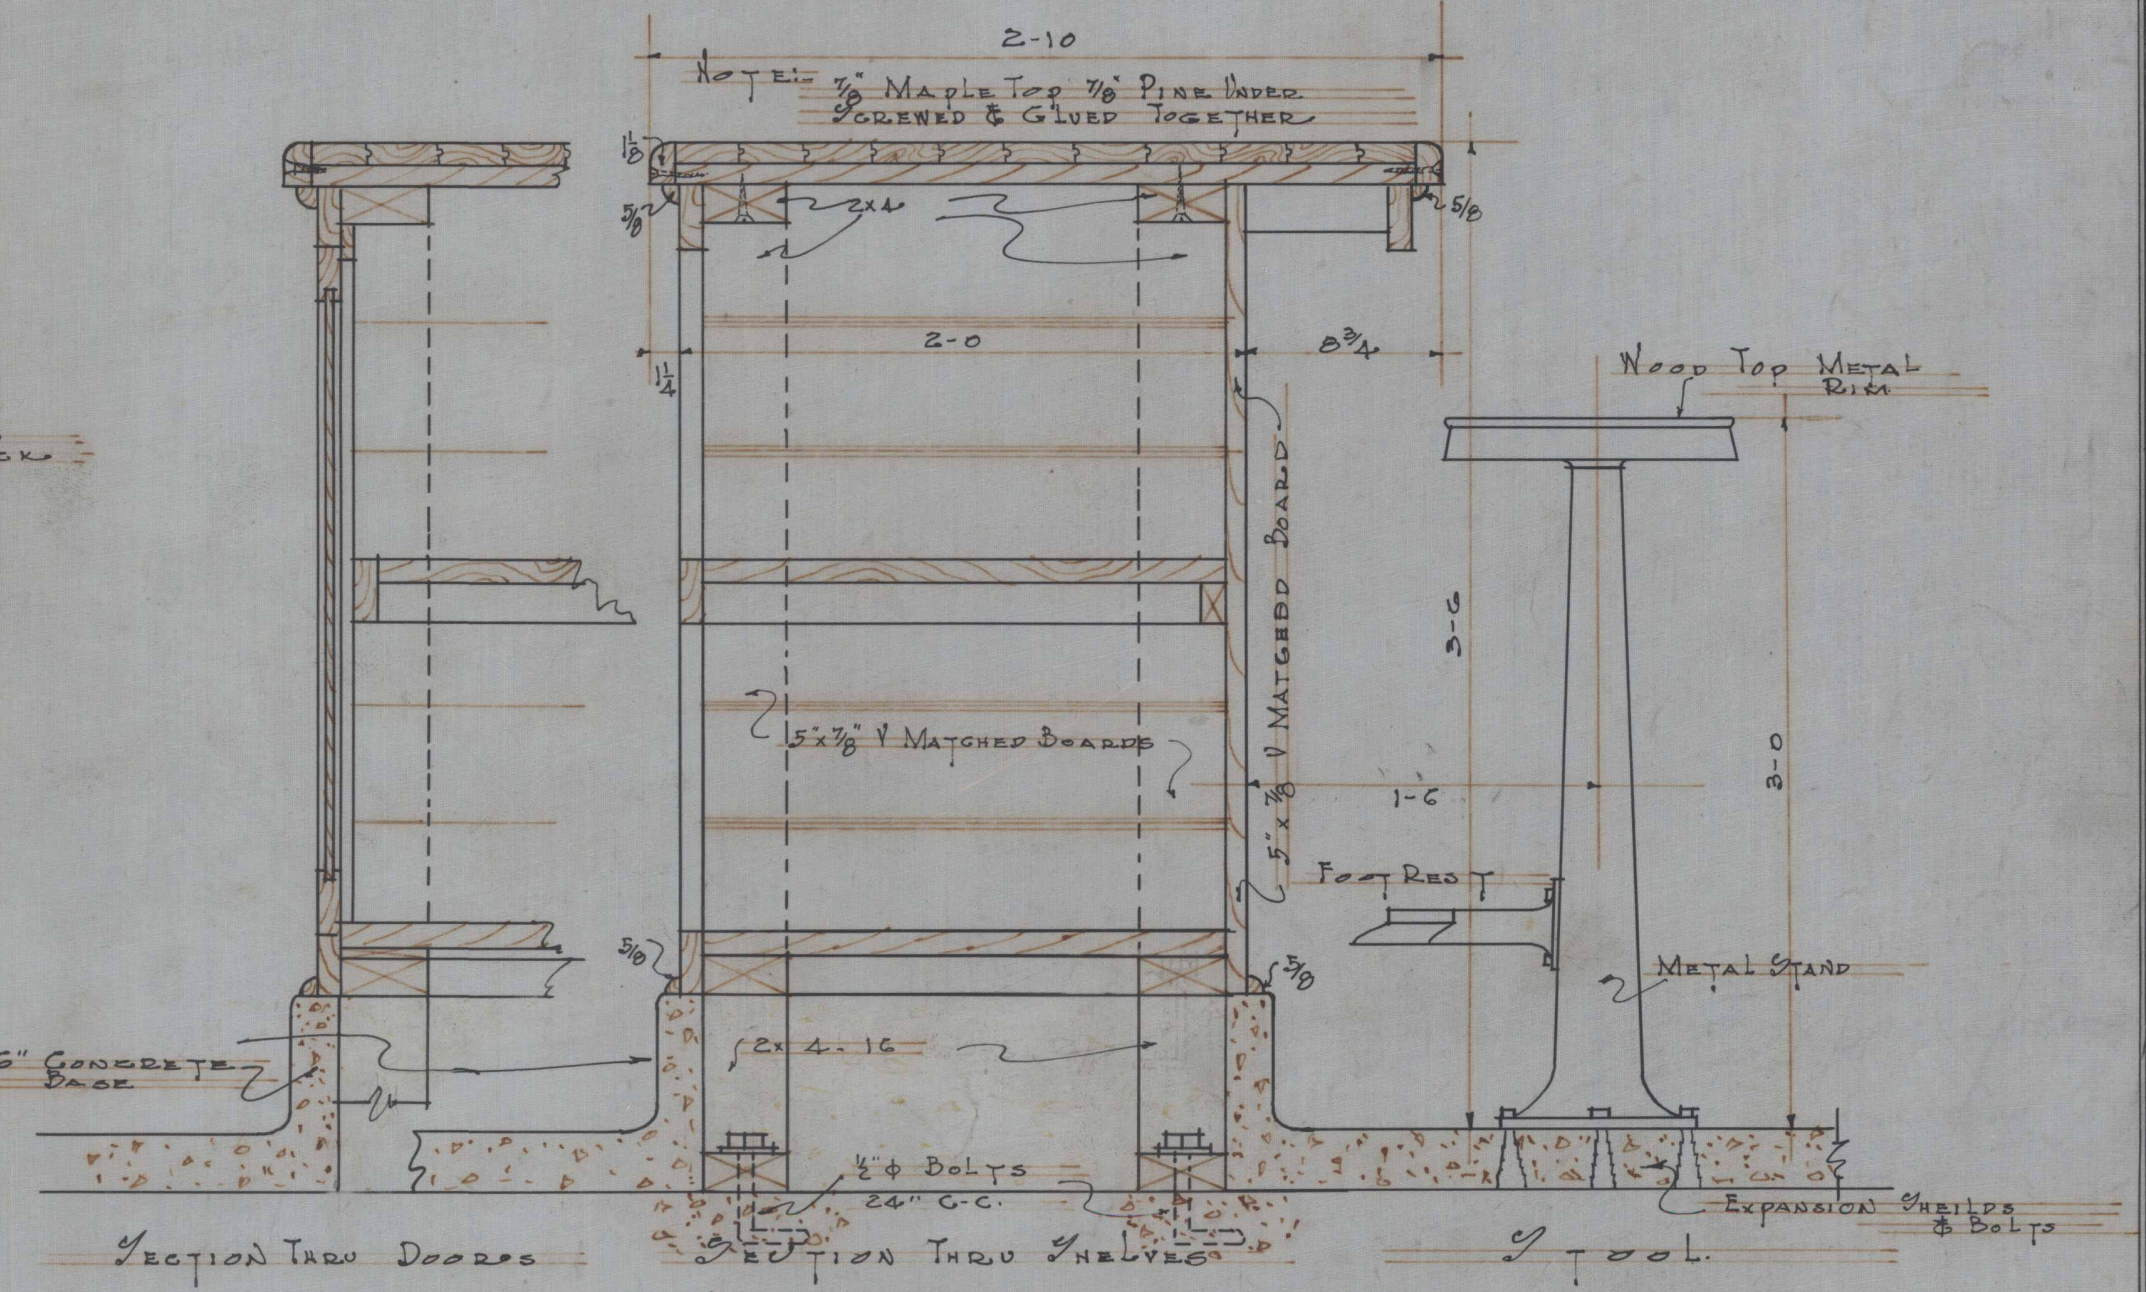 2-10
NOTE:- 7/8" MAPLE TOP 7/8" PINE UNDER
SCREWED & GLUED TOGETHER
1 1/8
5/8
2x4
5/8
2-0
8 3/4
1 1/4
WOOD TOP METAL
RIM
5" x 7/8 V MATCHED BOARD
3-6
5" x 7/8" V MATCHED BOARDS
1-6
3-0
FOOT REST
5/8
5/8
METAL STAND
6" CONCRETE
BASE
2x4-16
1/2" φ BOLTS
24" C-C.
EXPANSION SHEILDS
& BOLTS
SECTION THRU DOORS
SECTION THRU SHELVES
STOOL.